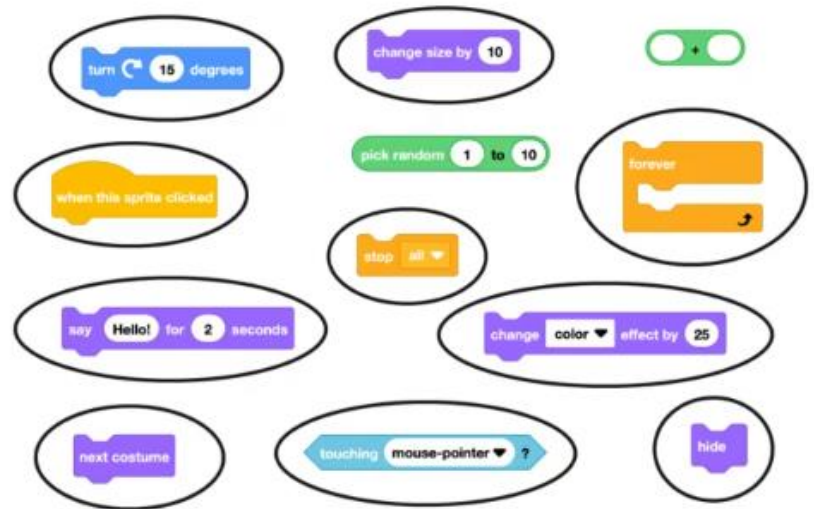 turn 15 degrees
change size by 10
+
pick random 1 to 10
when this sprite clicked
forever
stop all
say Hello! for 2 seconds
change color effect by 25
next costume
touching mouse-pointer ?
hide